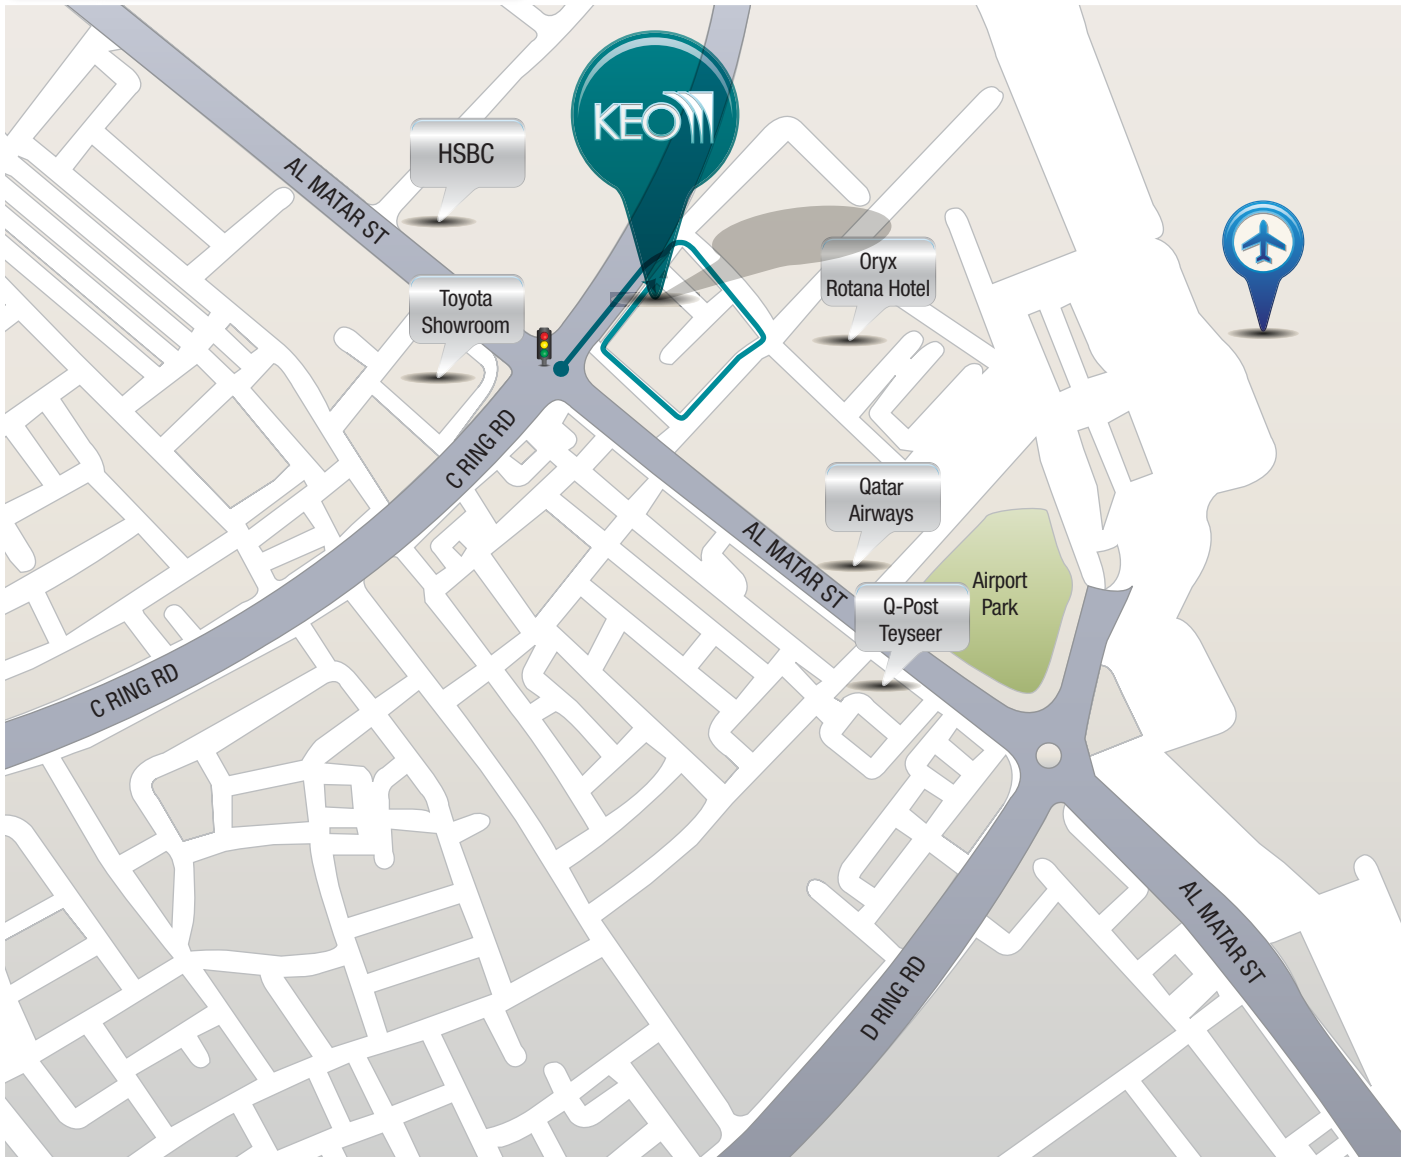 KEO
HSBC
AL MATAR ST
Oryx
Rotana Hotel
Toyota
Showroom
C RING RD
Qatar
Airways
AL MATAR ST
Airport
Park
Q-Post
Teyseer
C RING RD
AL MATAR ST
D RING RD